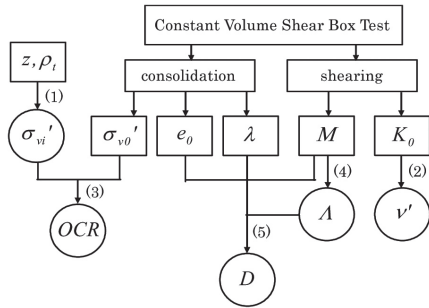 Constant Volume Shear Box Test
z, ρt
consolidation
shearing
(1)
σvi'
σv0'
e0
λ
M
K0
(3)
(4)
(2)
OCR
(5)
Λ
ν'
D